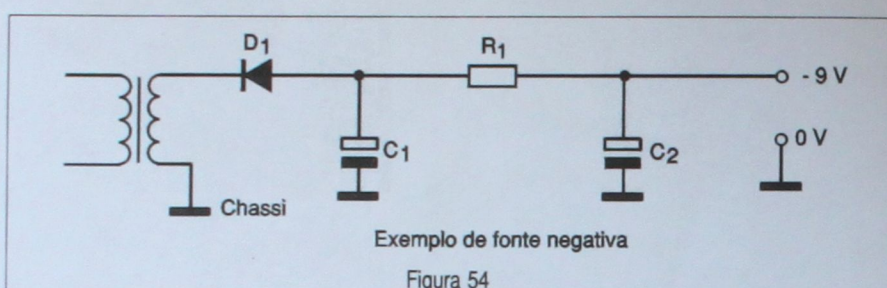 D1
R1
- 9 V
C1
C2
0 V
Chassi
Exemplo de fonte negativa
Figura 54